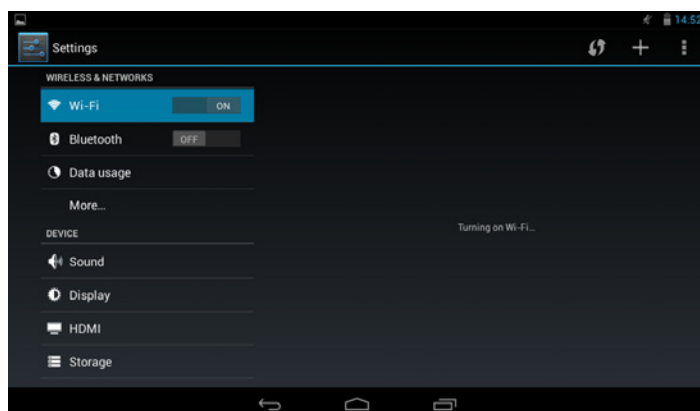 14:52
Settings
WIRELESS & NETWORKS
Wi-Fi ON
Bluetooth OFF
Data usage
More...
Turning on Wi-Fi...
DEVICE
Sound
Display
HDMI
Storage